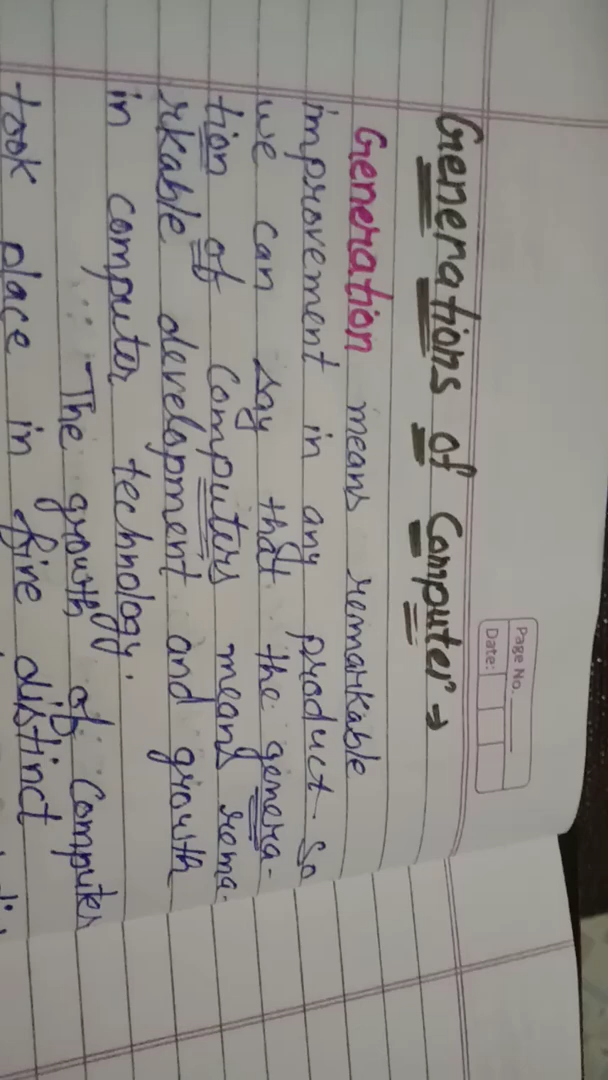 Page No.
Date:
Generations of Computer →
Generation means remarkable
improvement in any product. So
we can say that the genera-
tion of Computers means rema-
rkable development and growth
in computer technology.
The growth of Computer
took place in five distinct